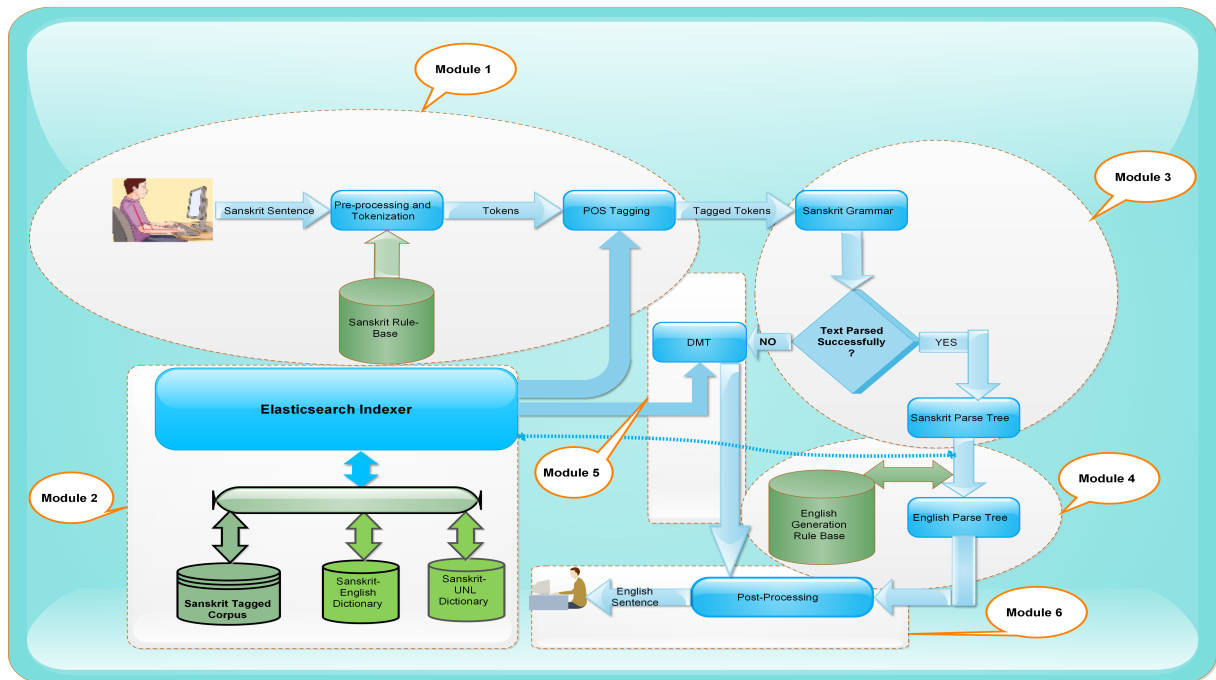 Module 1
Module 3
Sanskrit Sentence
Pre-processing and
Tokenization
Tokens
POS Tagging
Tagged Tokens
Sanskrit Grammar
Sanskrit Rule-
Base
DMT
NO
Text Parsed
Successfully
?
YES
Elasticsearch Indexer
Sanskrit Parse Tree
Module 5
Module 2
Module 4
English
Generation
Rule Base
English Parse Tree
Sanskrit Tagged
Corpus
Sanskrit-
English
Dictionary
Sanskrit-
UNL
Dictionary
English
Sentence
Post-Processing
Module 6